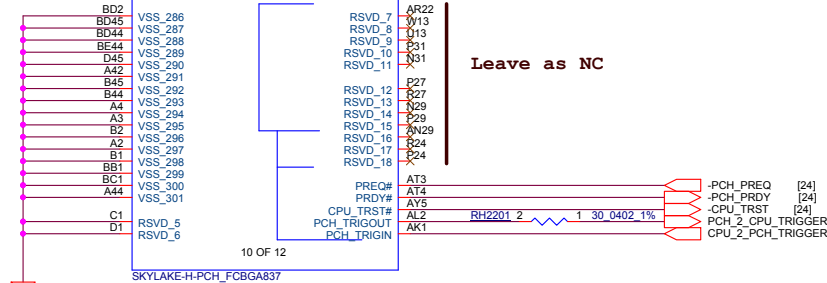 BD2 VSS_286 RSVD_7 AR22
BD45 VSS_287 RSVD_8 W13
BD44 VSS_288 RSVD_9 U13
BE44 VSS_289 RSVD_10 P31
D45 VSS_290 RSVD_11 N31
A42 VSS_291
B45 VSS_292 RSVD_12 P27
B44 VSS_293 RSVD_13 R27
A4 VSS_294 RSVD_14 N29
A3 VSS_295 RSVD_15 P29
B2 VSS_296 RSVD_16 AN29
A2 VSS_297 RSVD_17 R24
B1 VSS_298 RSVD_18 P24
BB1 VSS_299
BC1 VSS_300 PREQ# AT3 -PCH_PREQ [24]
A44 VSS_301 PRDY# AT4 -PCH_PRDY [24]
CPU_TRST# AY5 -CPU_TRST [24]
C1 RSVD_5 PCH_TRIGOUT AL2 RH2201 2 1 30_0402_1% PCH_2_CPU_TRIGGER
D1 RSVD_6 PCH_TRIGIN AK1 CPU_2_PCH_TRIGGER
Leave as NC
10 OF 12
SKYLAKE-H-PCH_FCBGA837